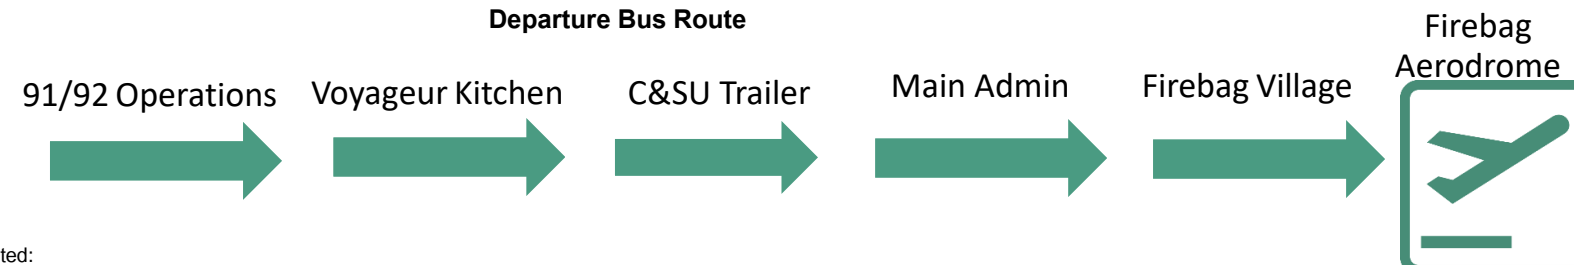 Departure Bus Route
91/92 Operations
Voyageur Kitchen
C&SU Trailer
Main Admin
Firebag Village
Firebag
Aerodrome
ted: